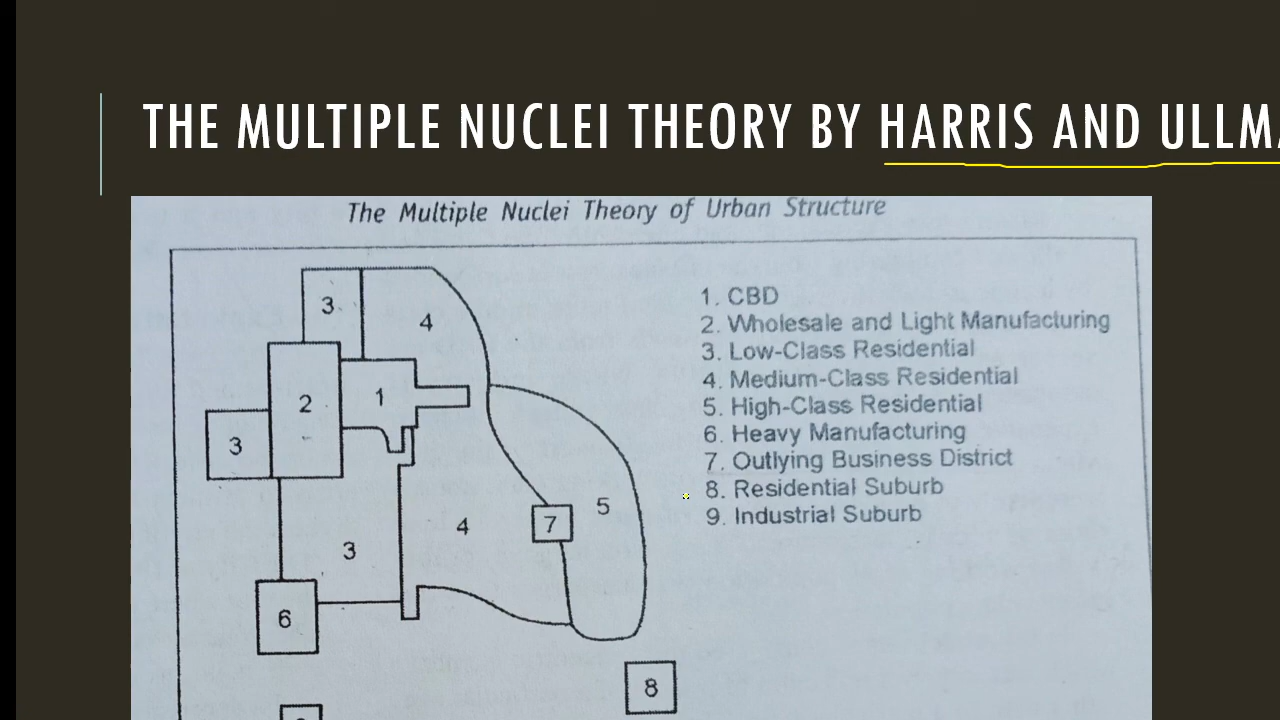 THE MULTIPLE NUCLEI THEORY BY HARRIS AND
The Multiple Nuclei Theory of Urban Structure
1. CBD
2. Wholesale and Light Manufacturing
3. Low-Class Residential
4. Medium-Class Residential
5. High-Class Residential
6. Heavy Manufacturing
7. Outlying Business District
8. Residential Suburb
9. Industrial Suburb
3
4
2
1
3
5
7
4
3
6
8